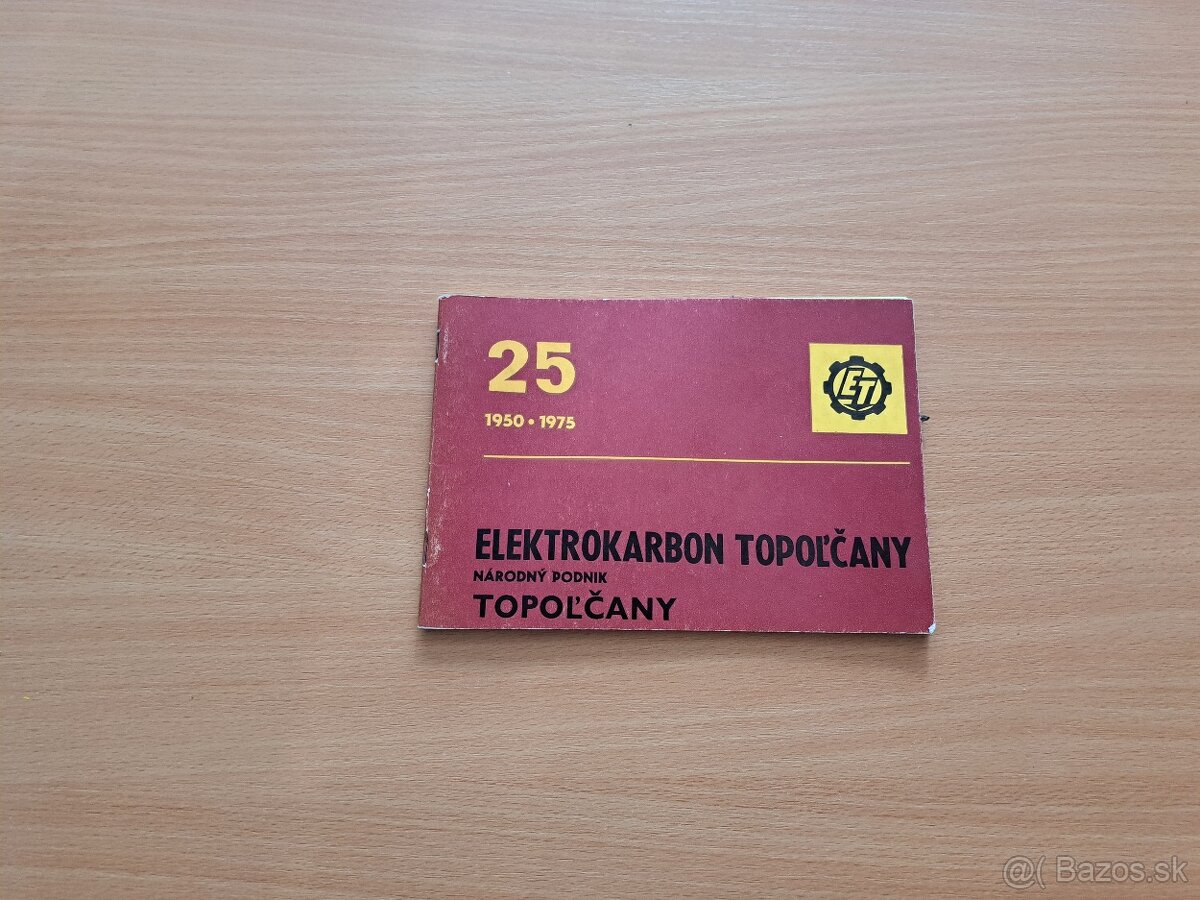 25
1950 • 1975
ET
ELEKTROKARBON TOPOĽČANY
NÁRODNÝ PODNIK
TOPOĽČANY
@( Bazos.sk